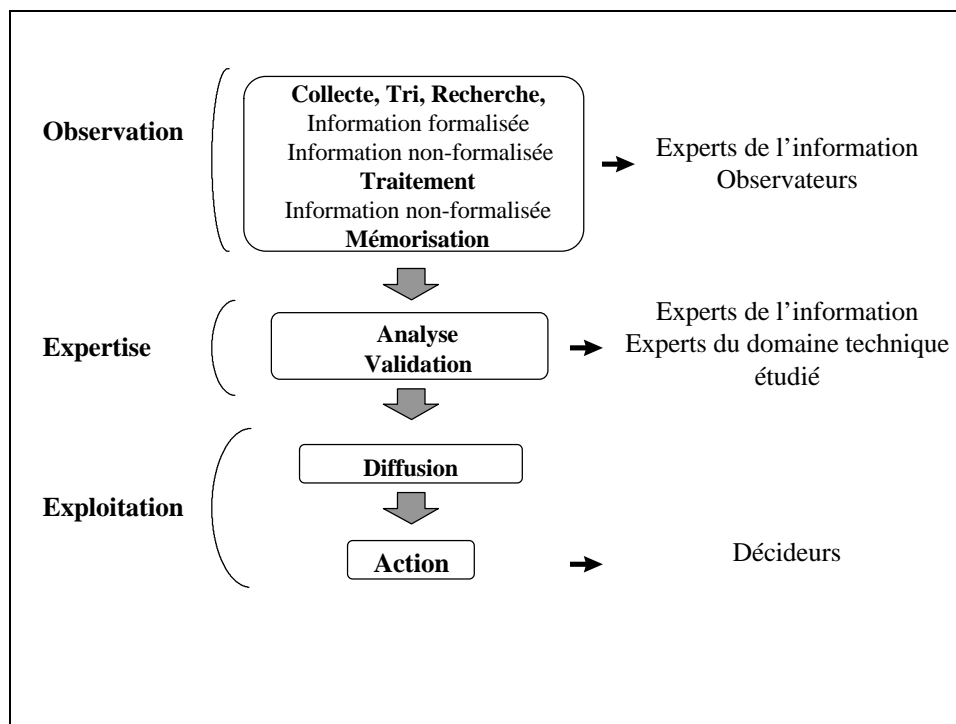 Observation
Collecte, Tri, Recherche,
Information formalisée
Information non-formalisée
Traitement
Information non-formalisée
Mémorisation
Experts de l’information
Observateurs
Expertise
Analyse
Validation
Experts de l’information
Experts du domaine technique
étudié
Exploitation
Diffusion
Action
Décideurs